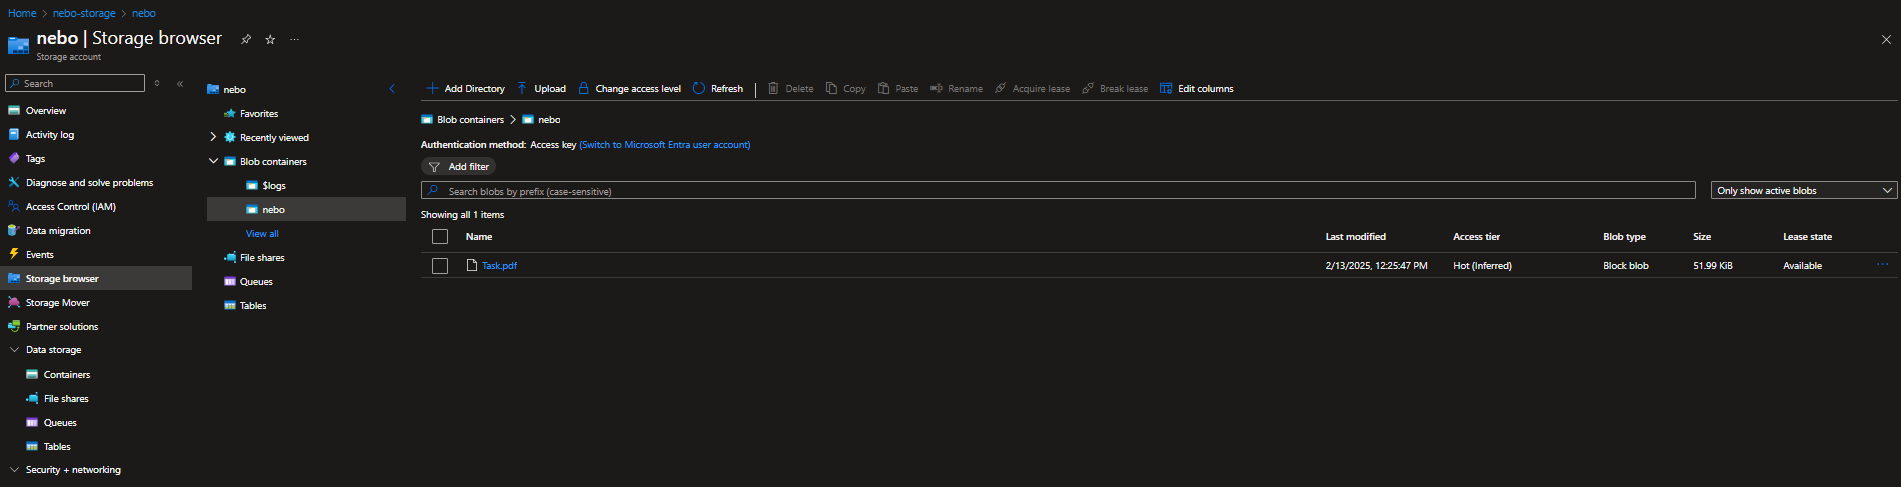 Home > nebo-storage > nebo
nebo | Storage browser
Storage account
Search
Overview
Activity log
Tags
Diagnose and solve problems
Access Control (IAM)
Data migration
Events
Storage browser
Storage Mover
Partner solutions
Data storage
Containers
File shares
Queues
Tables
Security + networking
nebo
Favorites
Recently viewed
Blob containers
$logs
nebo
View all
File shares
Queues
Tables
Add Directory Upload Change access level Refresh Delete Copy Paste Rename Acquire lease Break lease Edit columns
Blob containers > nebo
Authentication method: Access key (Switch to Microsoft Entra user account)
Add filter
Search blobs by prefix (case-sensitive) Only show active blobs
Showing all 1 items
Name Last modified Access tier Blob type Size Lease state
Task.pdf 2/13/2025, 12:25:47 PM Hot (Inferred) Block blob 51.99 KiB Available